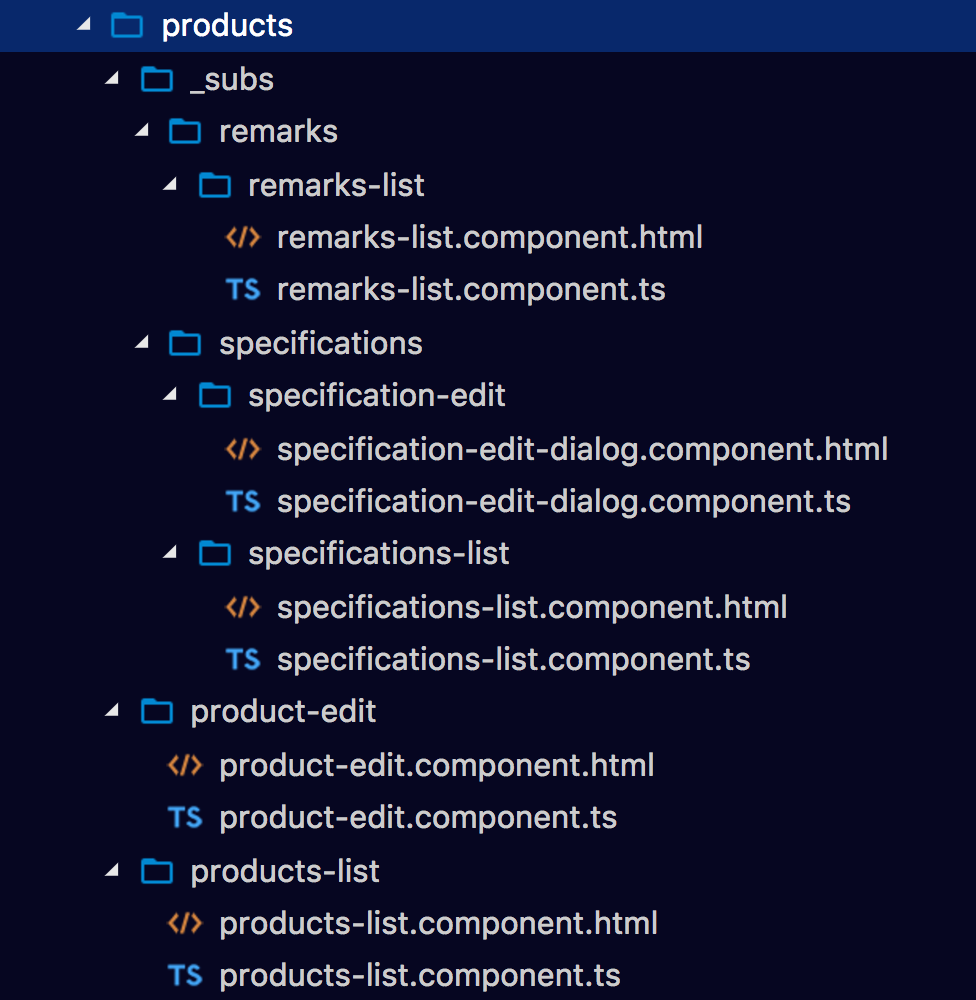 products
_subs
remarks
remarks-list
</> remarks-list.component.html
TS remarks-list.component.ts
specifications
specification-edit
</> specification-edit-dialog.component.html
TS specification-edit-dialog.component.ts
specifications-list
</> specifications-list.component.html
TS specifications-list.component.ts
product-edit
</> product-edit.component.html
TS product-edit.component.ts
products-list
</> products-list.component.html
TS products-list.component.ts